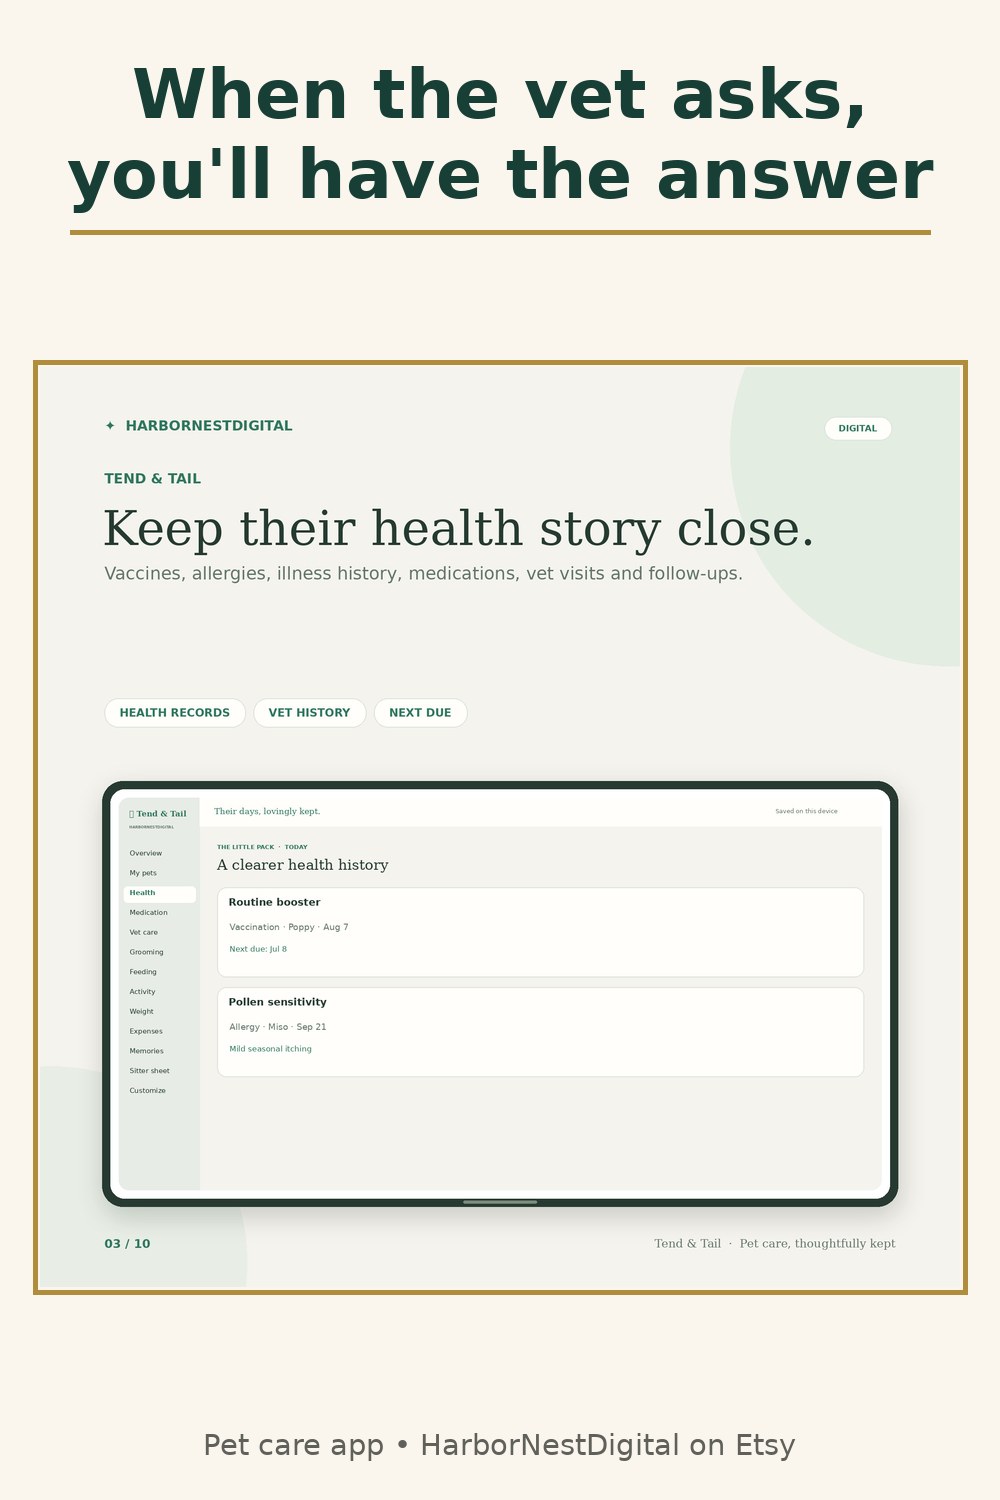 When the vet asks,
you'll have the answer
✦ HARBORNESTDIGITAL
DIGITAL
TEND & TAIL
Keep their health story close.
Vaccines, allergies, illness history, medications, vet visits and follow-ups.
HEALTH RECORDS
VET HISTORY
NEXT DUE
Tend & Tail
HARBORNESTDIGITAL
Overview
My pets
Health
Medication
Vet care
Grooming
Feeding
Activity
Weight
Expenses
Memories
Sitter sheet
Customize
Their days, lovingly kept.
Saved on this device
THE LITTLE PACK · TODAY
A clearer health history
Routine booster
Vaccination · Poppy · Aug 7
Next due: Jul 8
Pollen sensitivity
Allergy · Miso · Sep 21
Mild seasonal itching
03 / 10
Tend & Tail · Pet care, thoughtfully kept
Pet care app • HarborNestDigital on Etsy